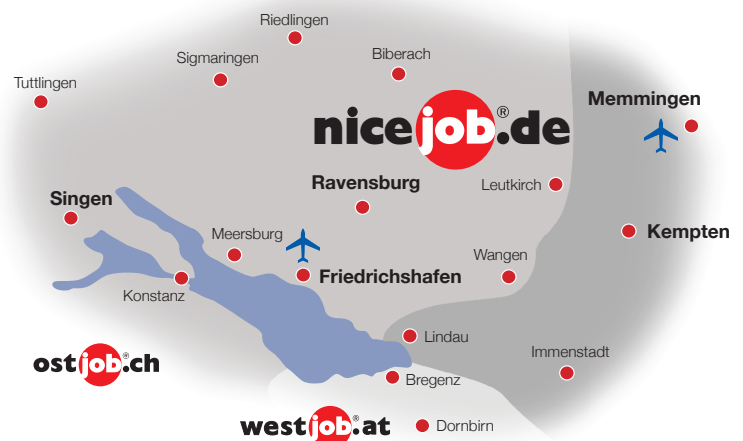 Riedlingen
Sigmaringen
Biberach
Tuttlingen
Memmingen
nicejob.de®
Ravensburg
Leutkirch
Singen
Meersburg
Kempten
Wangen
Friedrichshafen
Konstanz
Lindau
ostjob.ch®
Immenstadt
Bregenz
westjob.at®
Dornbirn